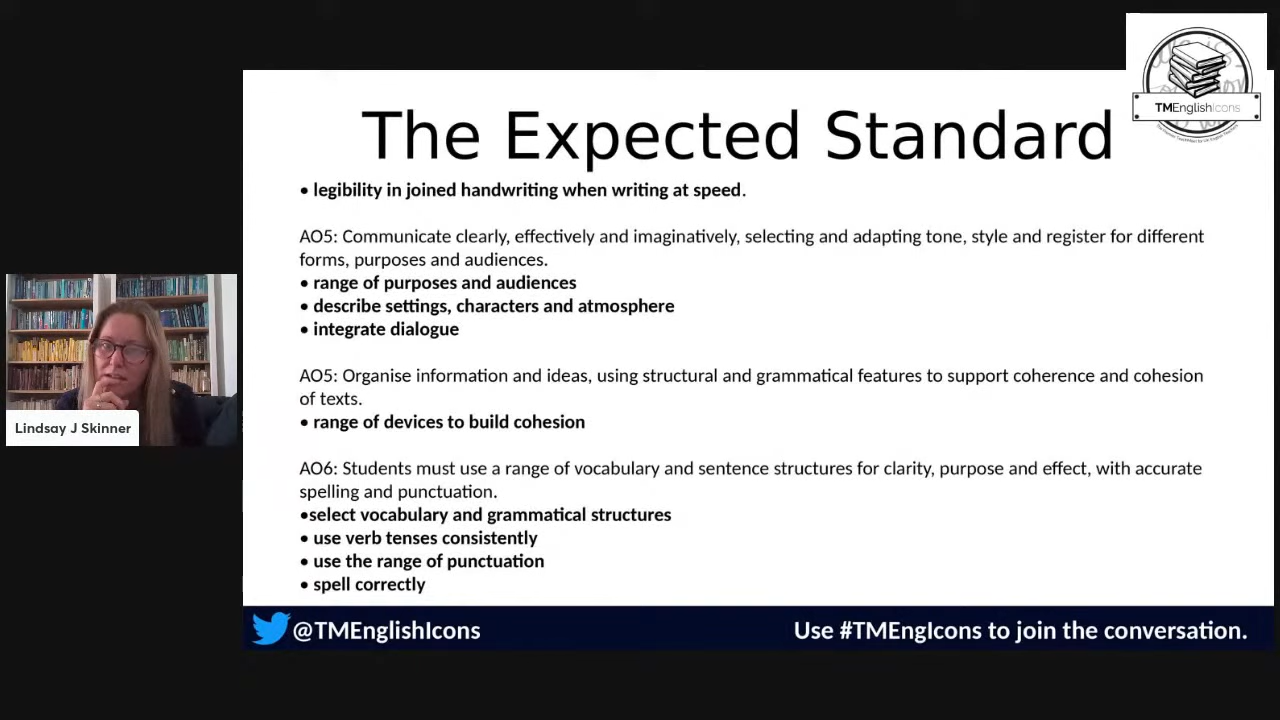 The Expected Standard
TMEnglishIcons
• legibility in joined handwriting when writing at speed.
AO5: Communicate clearly, effectively and imaginatively, selecting and adapting tone, style and register for different
forms, purposes and audiences.
• range of purposes and audiences
• describe settings, characters and atmosphere
• integrate dialogue
AO5: Organise information and ideas, using structural and grammatical features to support coherence and cohesion
of texts.
• range of devices to build cohesion
AO6: Students must use a range of vocabulary and sentence structures for clarity, purpose and effect, with accurate
spelling and punctuation.
•select vocabulary and grammatical structures
• use verb tenses consistently
• use the range of punctuation
• spell correctly
Lindsay J Skinner
@TMEnglishIcons
Use #TMEngIcons to join the conversation.